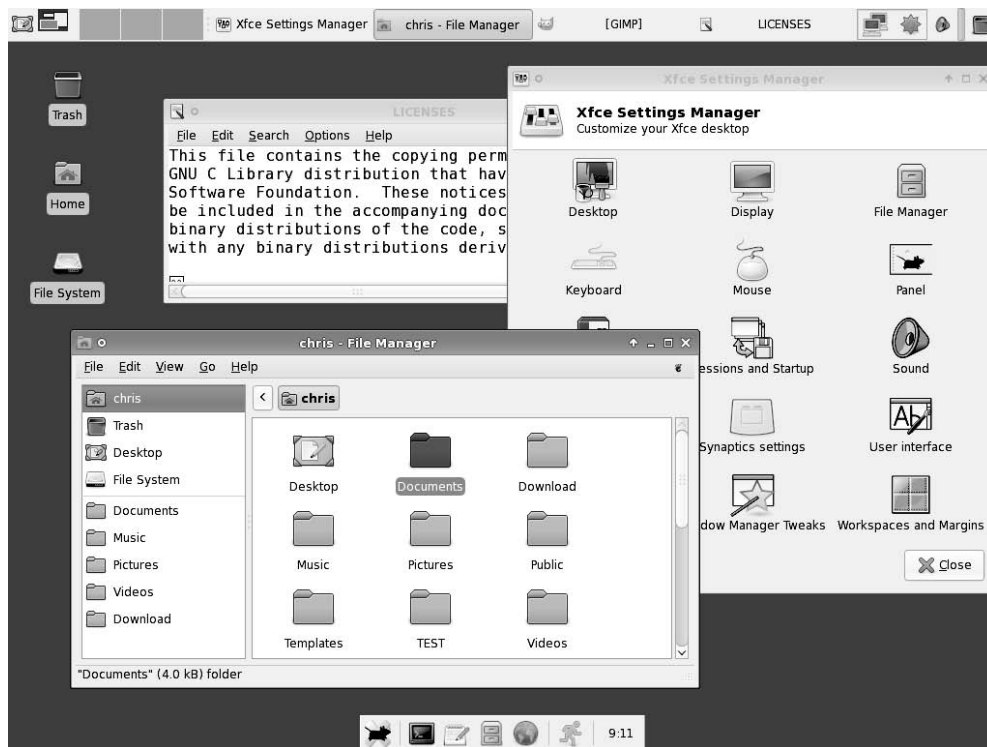 Xfce Settings Manager
chris - File Manager
[GIMP]
LICENSES
Trash
Home
File System
LICENSES
File Edit Search Options Help
This file contains the copying perm
GNU C Library distribution that hav
Software Foundation. These notices
be included in the accompanying doc
binary distributions of the code, s
with any binary distributions deriv
Xfce Settings Manager
Xfce Settings Manager
Customize your Xfce desktop
Desktop Display File Manager
Keyboard Mouse Panel
essions and Startup Sound
Synaptics settings User interface
dow Manager Tweaks Workspaces and Margins
Close
chris - File Manager
File Edit View Go Help
chris
Trash
Desktop
File System
Documents
Music
Pictures
Videos
Download
chris
Desktop Documents Download
Music Pictures Public
Templates TEST Videos
"Documents" (4.0 kB) folder
9:11